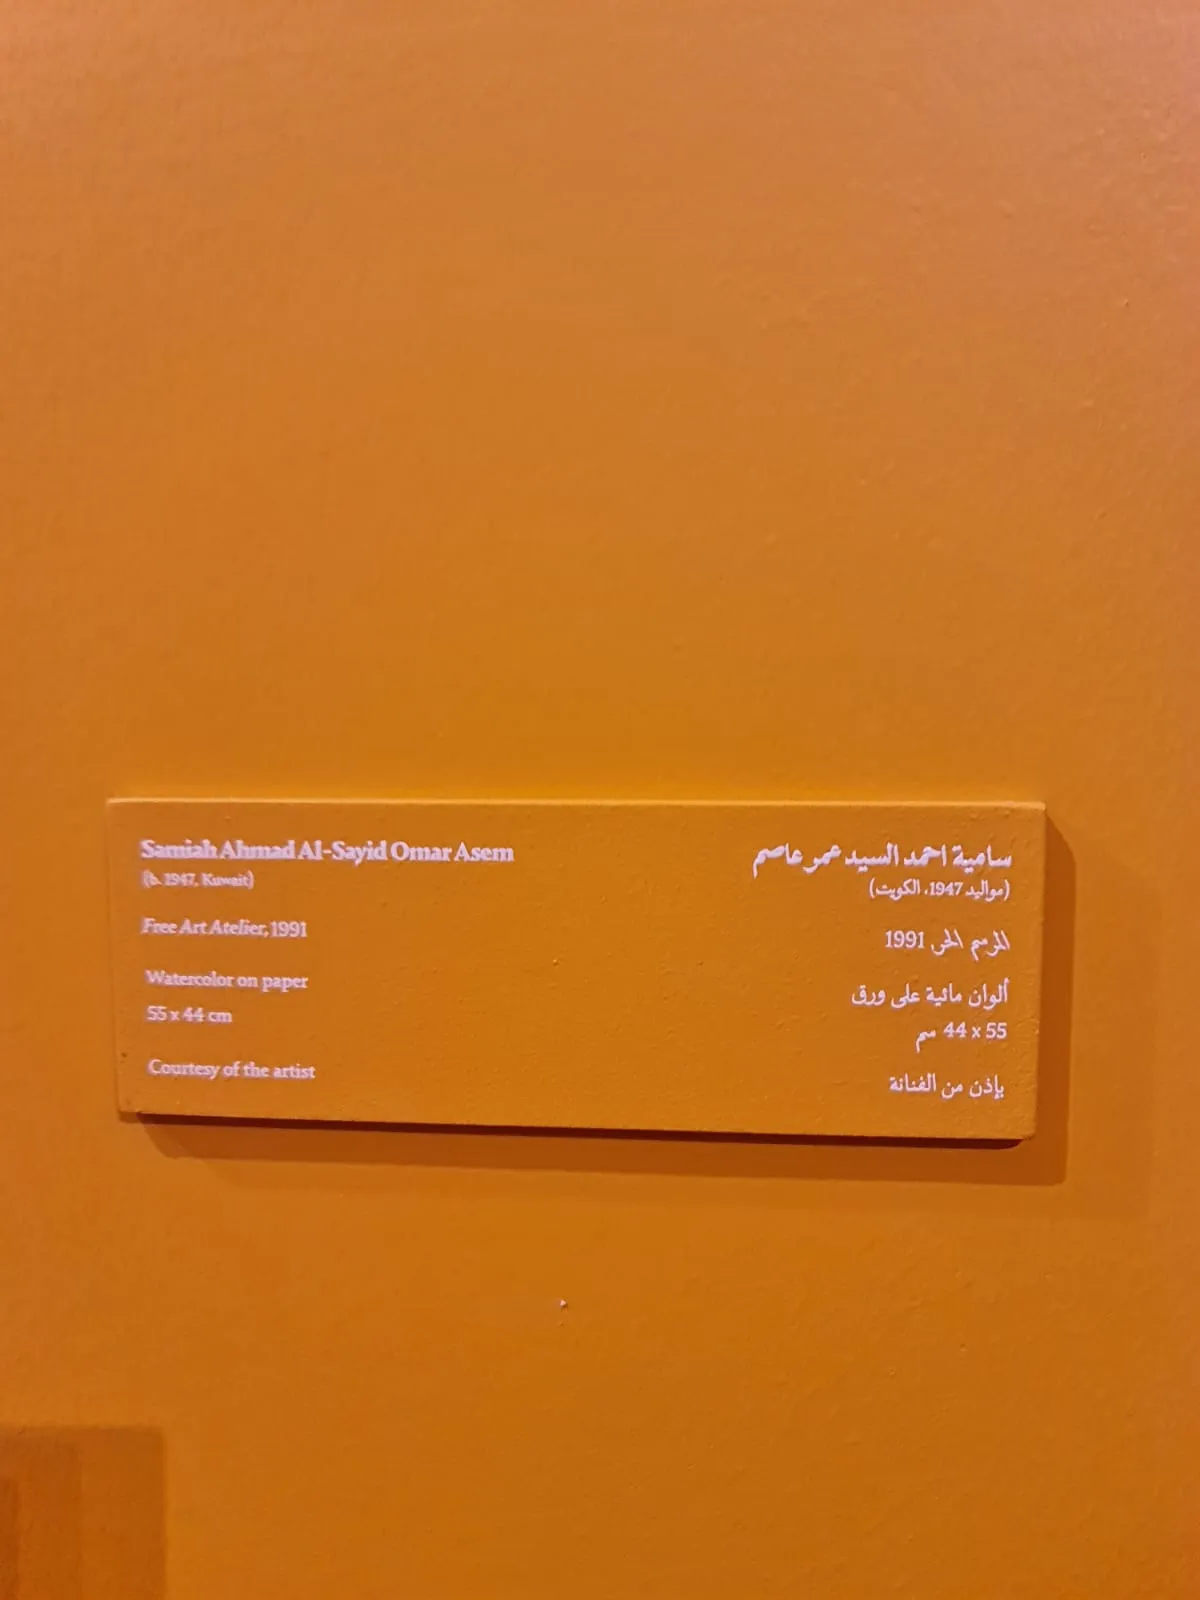 Samiah Ahmad Al-Sayid Omar Asem
(b. 1947, Kuwait)
Free Art Atelier, 1991
Watercolor on paper
55 x 44 cm
Courtesy of the artist
سامية احمد السيد عمر عاصم
(مواليد 1947، الكويت)
المرسم الحر، 1991
ألوان مائية على ورق
55 x 44 سم
بإذن من الفنانة